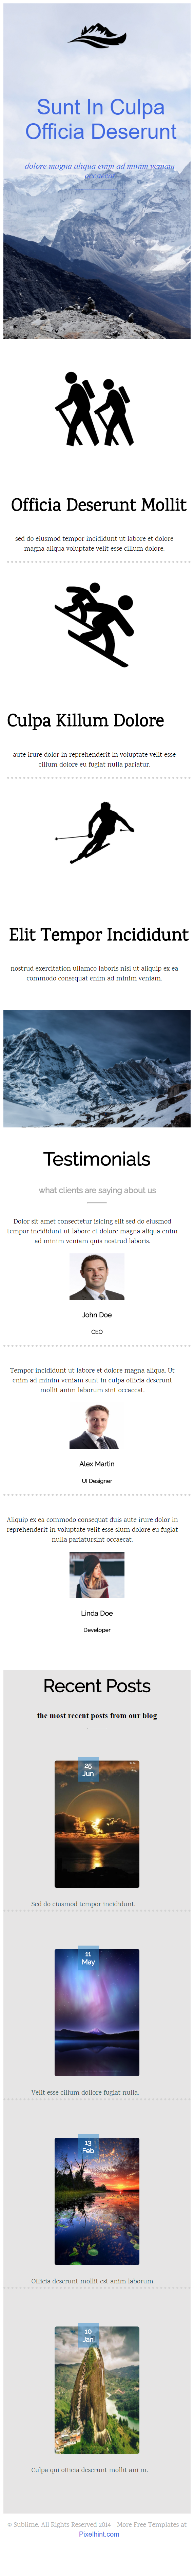 Sunt In Culpa
Officia Deserunt
dolore magna aliqua enim ad minim veniam
Officia Deserunt Mollit
sed do eiusmod tempor incididunt ut labore et dolore
magna aliqua voluptate velit esse cillum dolore.
Culpa Killum Dolore
aute irure dolor in reprehenderit in voluptate velit esse
cillum dolore eu fugiat nulla pariatur.
Elit Tempor Incididunt
nostrud exercitation ullamco laboris nisi ut aliquip ex ea
commodo consequat enim ad minim veniam.
Testimonials
what clients are saying about us
Dolor sit amet consectetur isicing elit sed do eiusmod
tempor incididunt ut labore et dolore magna aliqua enim
ad minim veniam quis nostrud laboris.
John Doe
CEO
Tempor incididunt ut labore et dolore magna aliqua. Ut
enim ad minim veniam sunt in culpa officia deserunt
mollit anim laborum sint occaecat.
Alex Martin
UI Designer
Aliquip ex ea commodo consequat duis aute irure dolor in
reprehenderit in voluptate velit esse slum dolore eu fugiat
nulla pariatursint occaecat.
Linda Doe
Developer
Recent Posts
the most recent posts from our blog
25
Jun
Sed do eiusmod tempor incididunt.
11
May
Velit esse cillum dollore fugiat nulla.
13
Feb
Officia deserunt mollit est anim laborum.
10
Jan
Culpa qui officia deserunt mollit ani m.
© Sublime. All Rights Reserved 2014 - More Free Templates at
Pixelhint.com